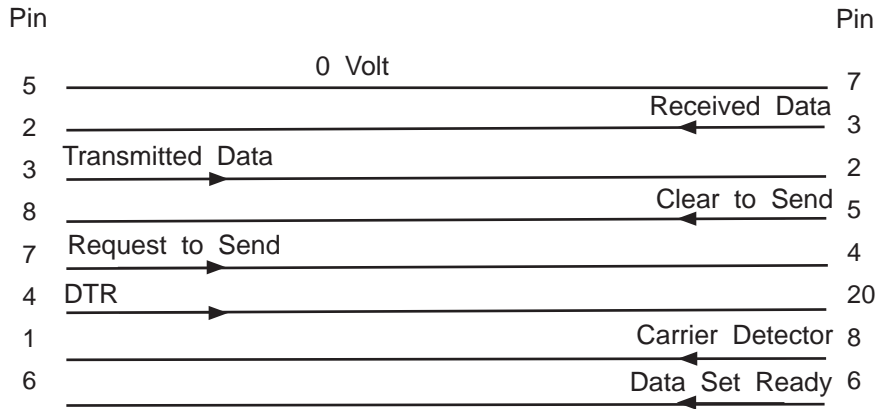 Pin Pin
0 Volt
5 7
Received Data
2 3
Transmitted Data
3 2
Clear to Send
8 5
Request to Send
7 4
4 DTR 20
Carrier Detector
1 8
Data Set Ready
6 6